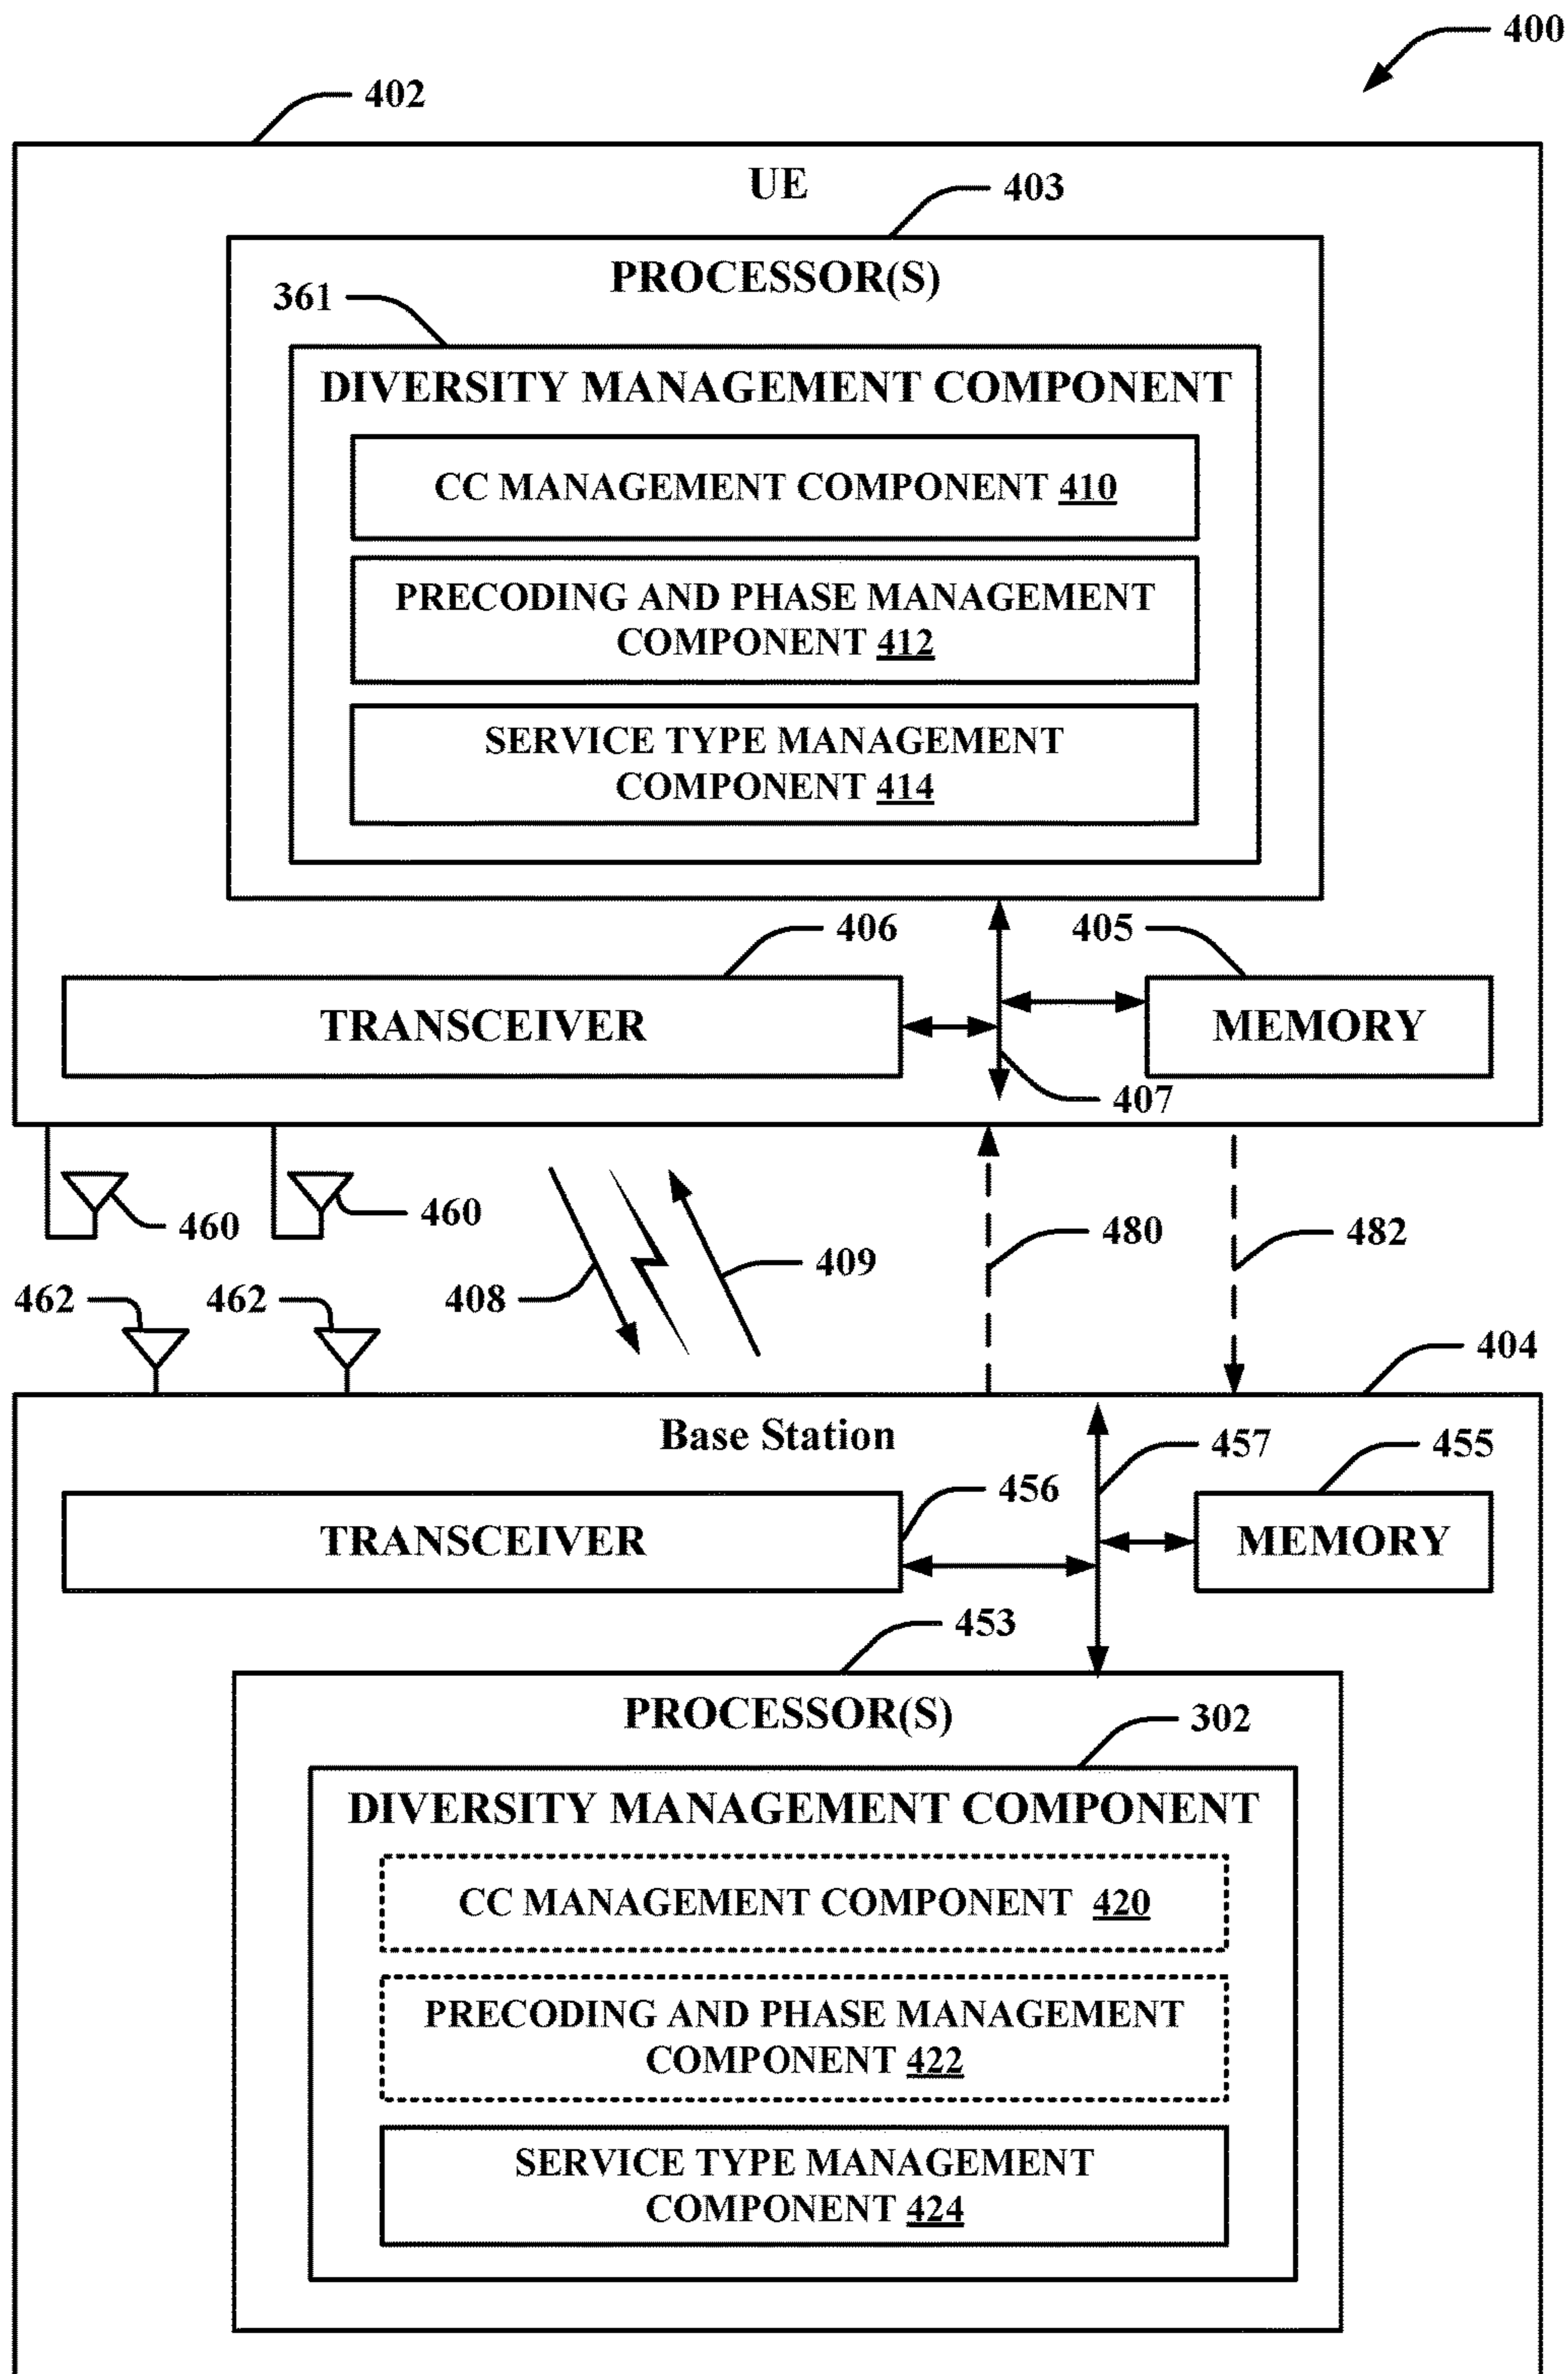 400
402
UE
403
PROCESSOR(S)
361
DIVERSITY MANAGEMENT COMPONENT
CC MANAGEMENT COMPONENT 410
PRECODING AND PHASE MANAGEMENT
COMPONENT 412
SERVICE TYPE MANAGEMENT
COMPONENT 414
406
405
TRANSCEIVER
MEMORY
407
460
460
480
482
409
408
462
462
404
Base Station
457
455
456
TRANSCEIVER
MEMORY
453
PROCESSOR(S)
302
DIVERSITY MANAGEMENT COMPONENT
CC MANAGEMENT COMPONENT 420
PRECODING AND PHASE MANAGEMENT
COMPONENT 422
SERVICE TYPE MANAGEMENT
COMPONENT 424